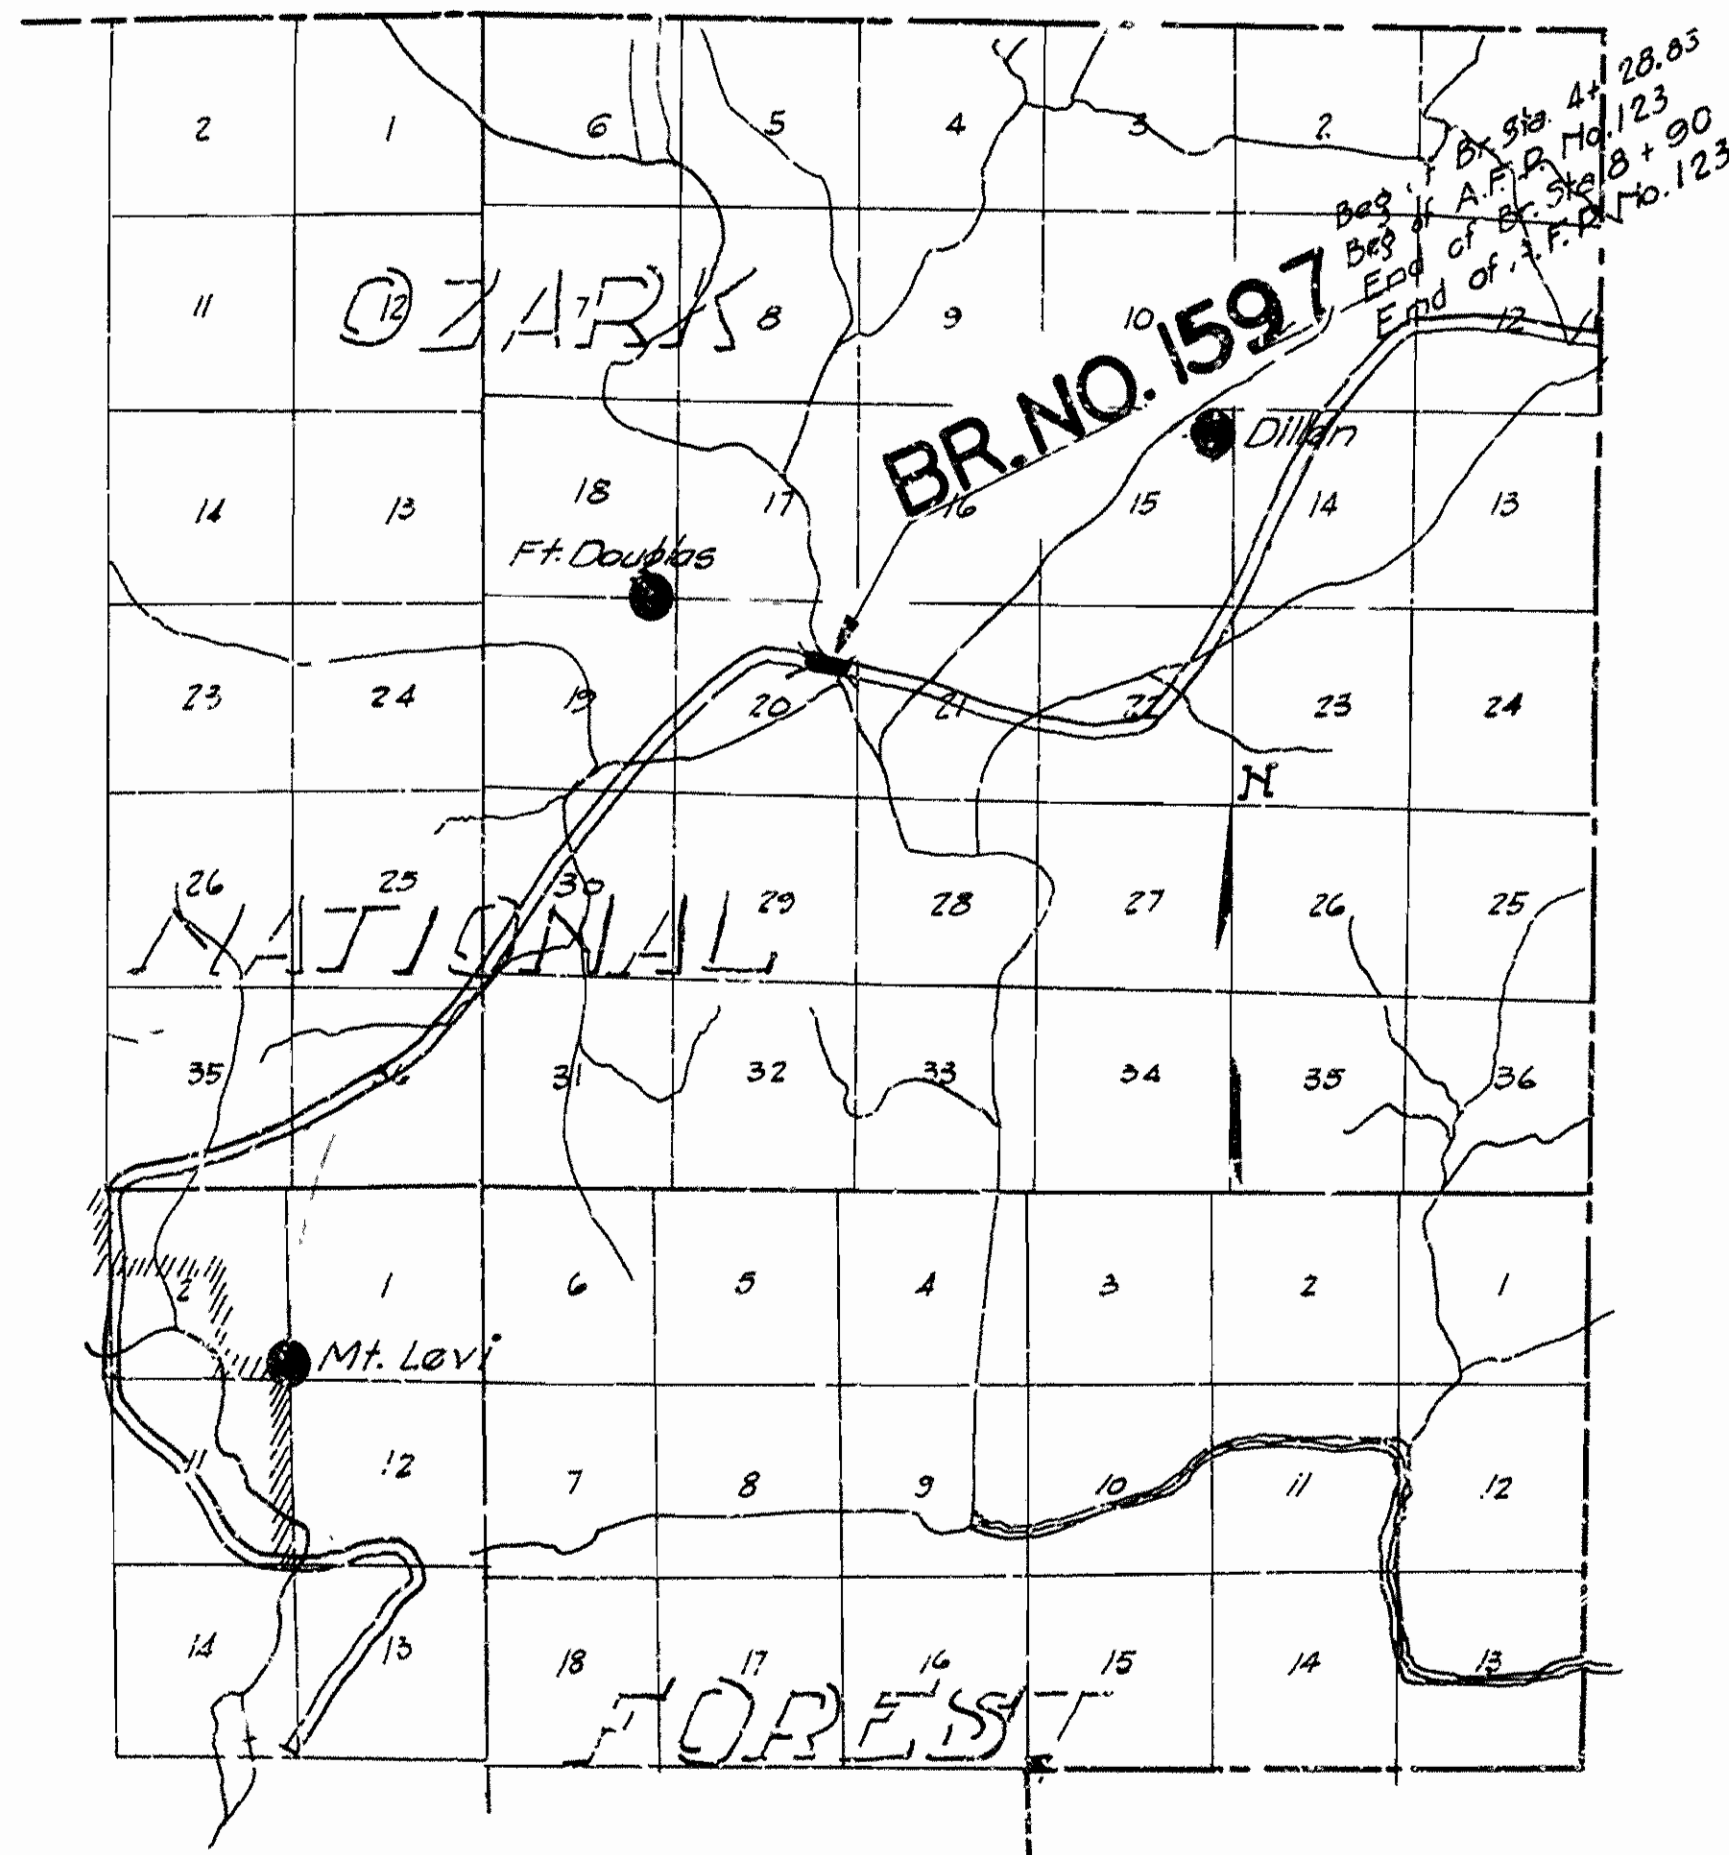 Beg. of Br. Sta. 4+28.83
Beg. of A.F.P. No. 123
End of Br. Sta. 8+90
End of A.F.P. No. 123
2 1 6 5 4 3 2
OZARK
11 12 7 8 9 10 11 12
BR. NO. 1597
Dillon
14 13 18 17 16 15 14 13
Ft. Douglas
23 24 19 20 21 22 23 24
N
26 25 30 29 28 27 26 25
NATIONAL
35 31 32 33 34 35 36
2 1 6 5 4 3 2 1
Mt. Levi
11 12 7 8 9 10 11 12
14 13 18 17 16 15 14 13
FOREST